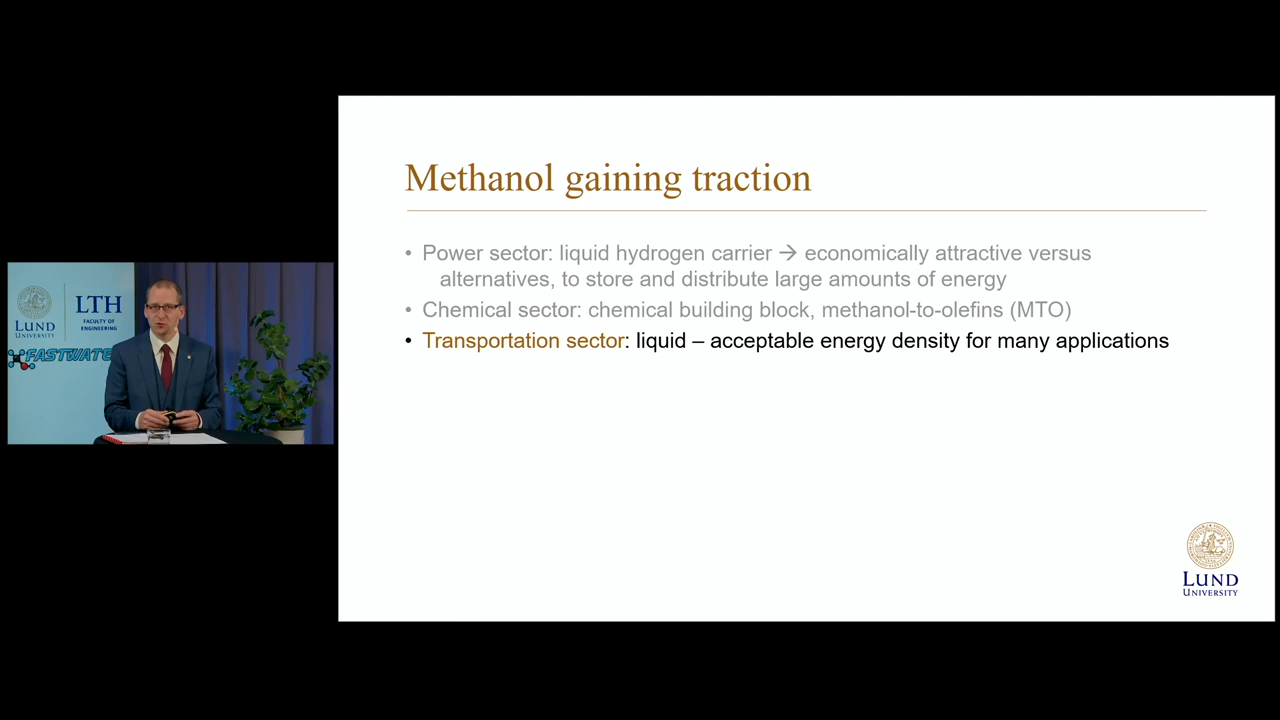 LUND
UNIVERSITY
LTH
FACULTY OF
ENGINEERING
FASTWATE
Methanol gaining traction
• Power sector: liquid hydrogen carrier → economically attractive versus
alternatives, to store and distribute large amounts of energy
• Chemical sector: chemical building block, methanol-to-olefins (MTO)
• Transportation sector: liquid – acceptable energy density for many applications
LUND
UNIVERSITY